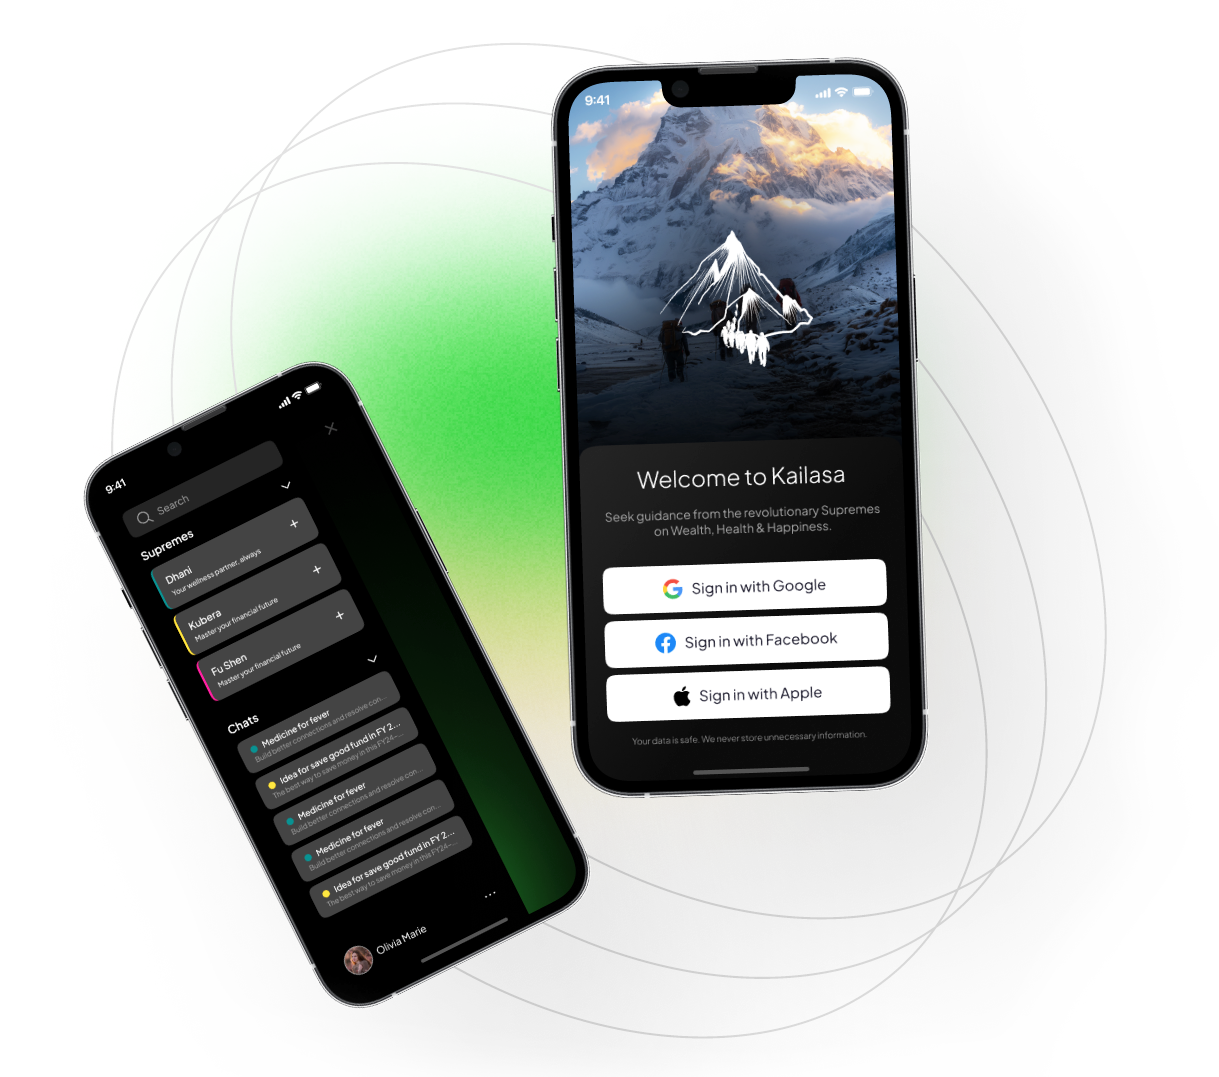 9:41
Search
Supremes
Dhani
Your wellness partner, always
Kubera
Master your financial future
Fu Shen
Master your financial future
Chats
Medicine for fever
Build better connections and resolve con...
Idea for save good fund in FY 2...
The best way to save money in this FY24-...
Medicine for fever
Build better connections and resolve con...
Medicine for fever
Build better connections and resolve con...
Idea for save good fund in FY 2...
The best way to save money in this FY24-...
Olivia Marie
9:41
Welcome to Kailasa
Seek guidance from the revolutionary Supremes
on Wealth, Health & Happiness.
Sign in with Google
Sign in with Facebook
Sign in with Apple
Your data is safe. We never store unnecessary information.